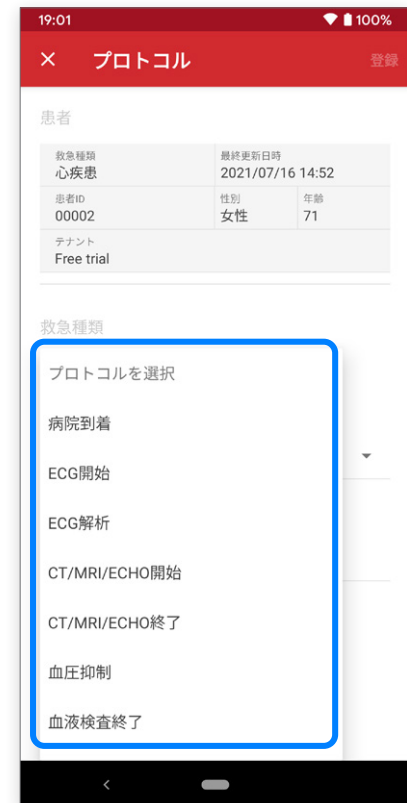 19:01 100%
× プロトコル 登録
患者
救急種類 最終更新日時
心疾患 2021/07/16 14:52
患者ID 性別 年齢
00002 女性 71
テナント
Free trial
救急種類
プロトコルを選択
病院到着
ECG開始
ECG解析
CT/MRI/ECHO開始
CT/MRI/ECHO終了
血圧抑制
血液検査終了